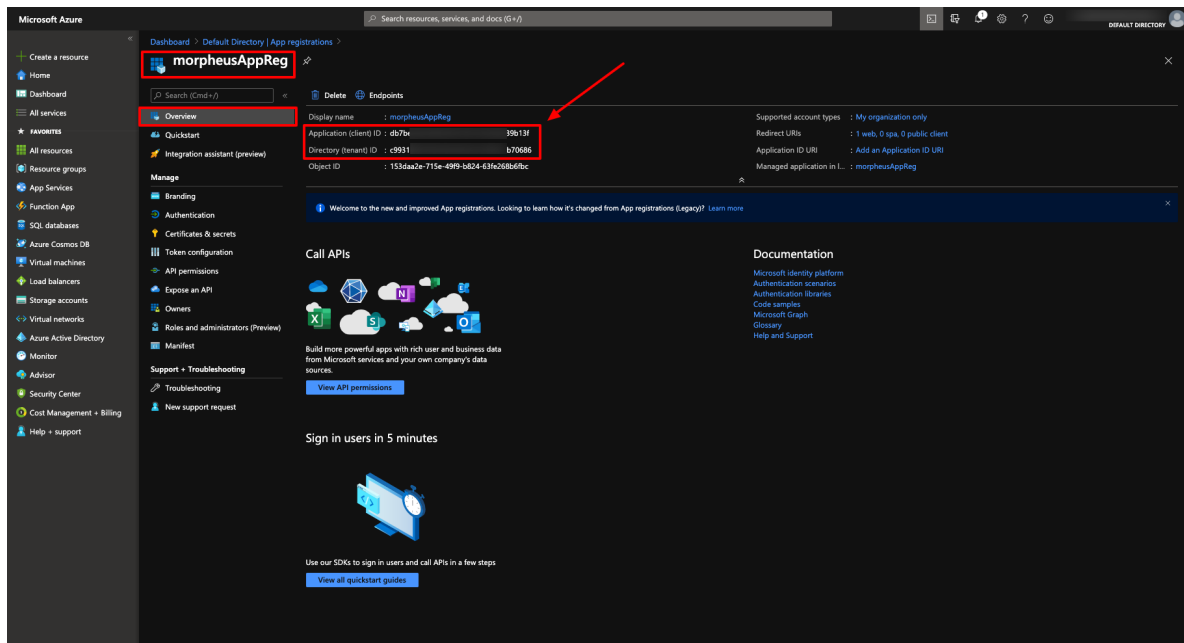 Microsoft Azure
Search resources, services, and docs (G+/)
1
DEFAULT DIRECTORY
«
Create a resource
Home
Dashboard
All services
FAVORITES
All resources
Resource groups
App Services
Function App
SQL databases
Azure Cosmos DB
Virtual machines
Load balancers
Storage accounts
Virtual networks
Azure Active Directory
Monitor
Advisor
Security Center
Cost Management + Billing
Help + support
Dashboard > Default Directory | App registrations >
morpheusAppReg
Search (Cmd+/)
«
Overview
Quickstart
Integration assistant (preview)
Manage
Branding
Authentication
Certificates & secrets
Token configuration
API permissions
Expose an API
Owners
Roles and administrators (Preview)
Manifest
Support + Troubleshooting
Troubleshooting
New support request
Delete Endpoints
Display name : morpheusAppReg
Application (client) ID : db7be 39b13f
Directory (tenant) ID : c9931 b70686
Object ID : 153daa2e-715e-49f9-b824-63fe268b6fbc
Supported account types : My organization only
Redirect URIs : 1 web, 0 spa, 0 public client
Application ID URI : Add an Application ID URI
Managed application in l... : morpheusAppReg
Welcome to the new and improved App registrations. Looking to learn how it's changed from App registrations (Legacy)? Learn more
Call APIs
N
X
S
O
Build more powerful apps with rich user and business data
from Microsoft services and your own company's data
sources.
View API permissions
Documentation
Microsoft identity platform
Authentication scenarios
Authentication libraries
Code samples
Microsoft Graph
Glossary
Help and Support
Sign in users in 5 minutes
Use our SDKs to sign in users and call APIs in a few steps
View all quickstart guides